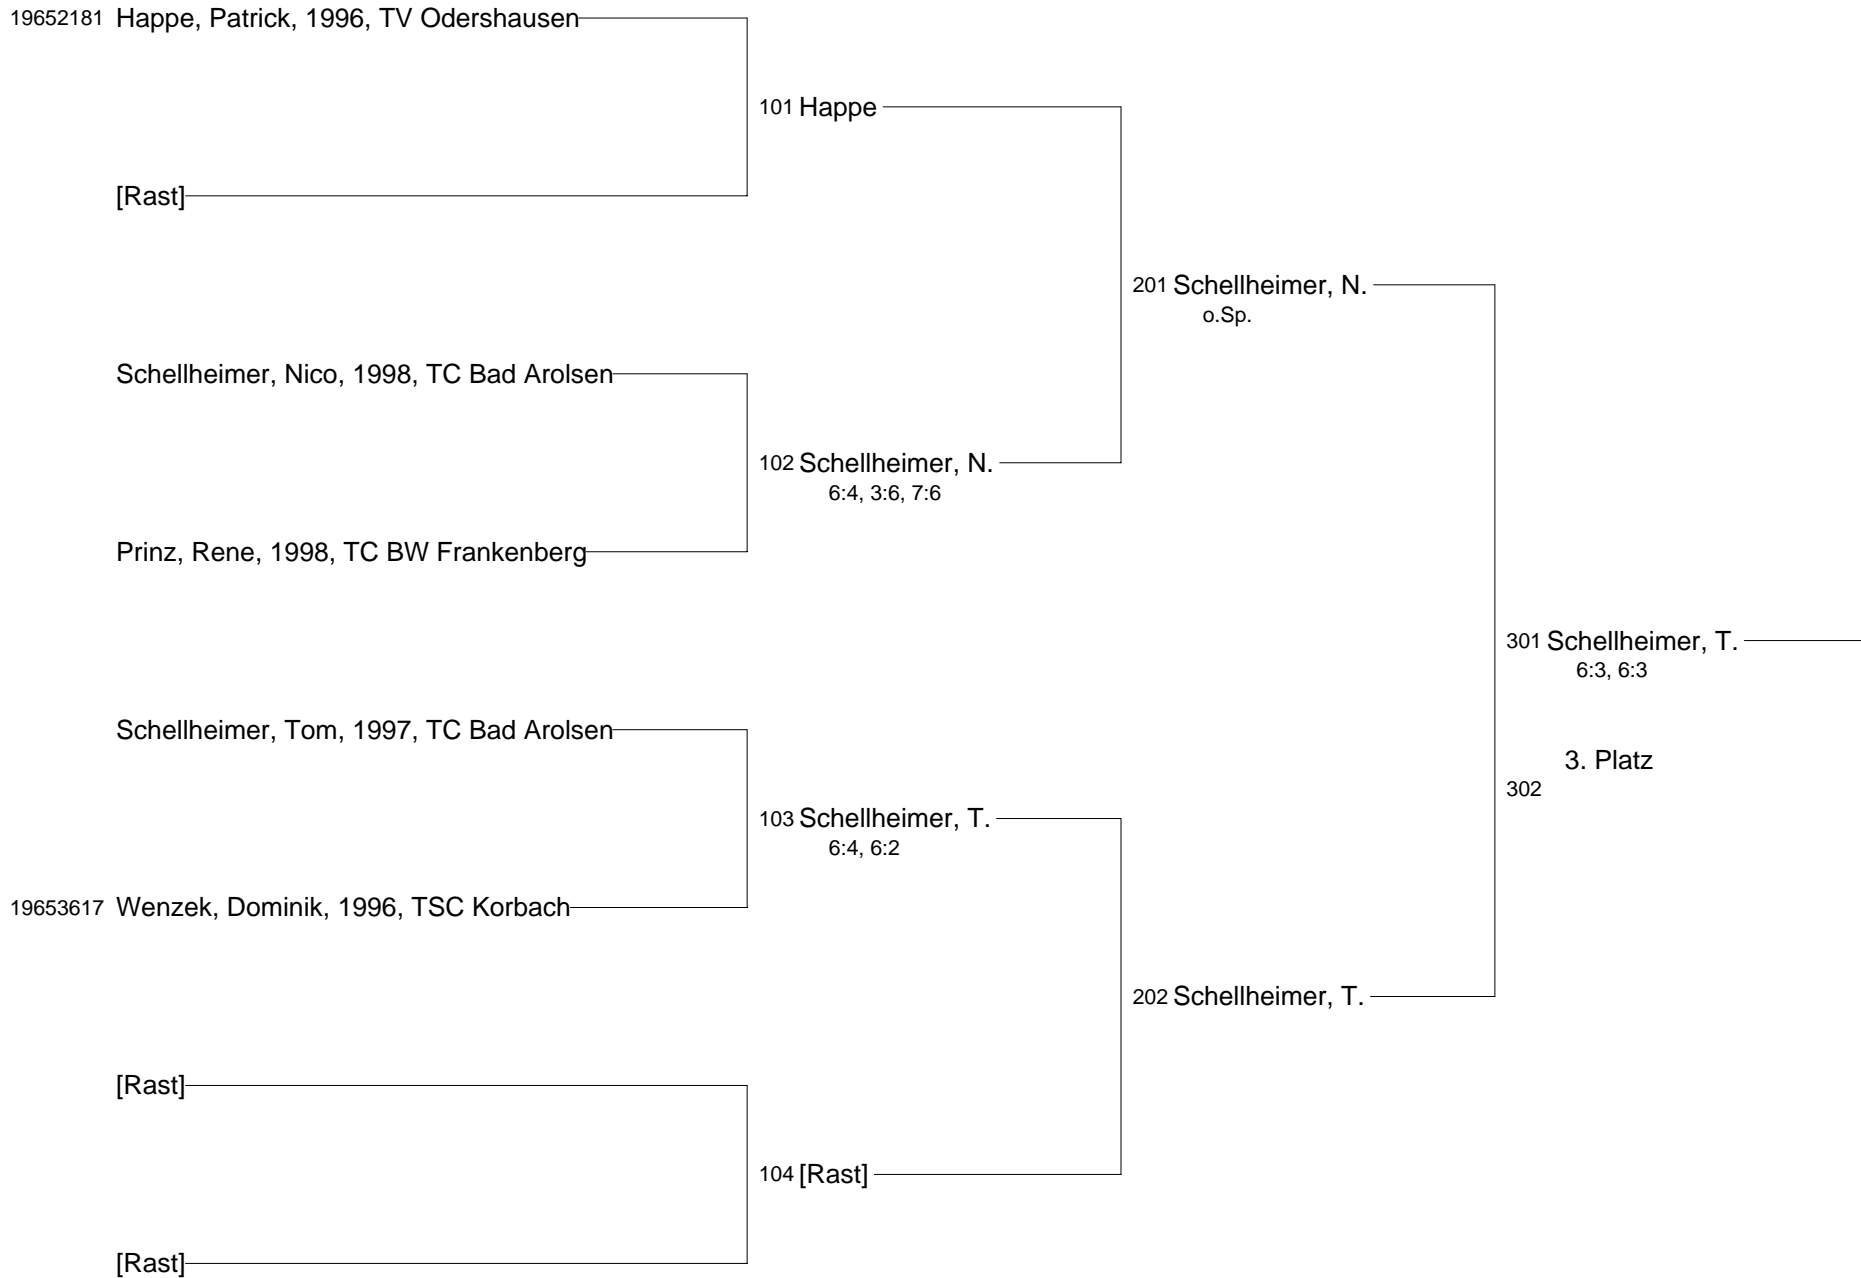 19652181 Happe, Patrick, 1996, TV Odershausen
101 Happe
[Rast]
201 Schellheimer, N.
o.Sp.
Schellheimer, Nico, 1998, TC Bad Arolsen
102 Schellheimer, N.
6:4, 3:6, 7:6
Prinz, Rene, 1998, TC BW Frankenberg
301 Schellheimer, T.
6:3, 6:3
Schellheimer, Tom, 1997, TC Bad Arolsen
3. Platz
302
103 Schellheimer, T.
6:4, 6:2
19653617 Wenzek, Dominik, 1996, TSC Korbach
202 Schellheimer, T.
[Rast]
104 [Rast]
[Rast]